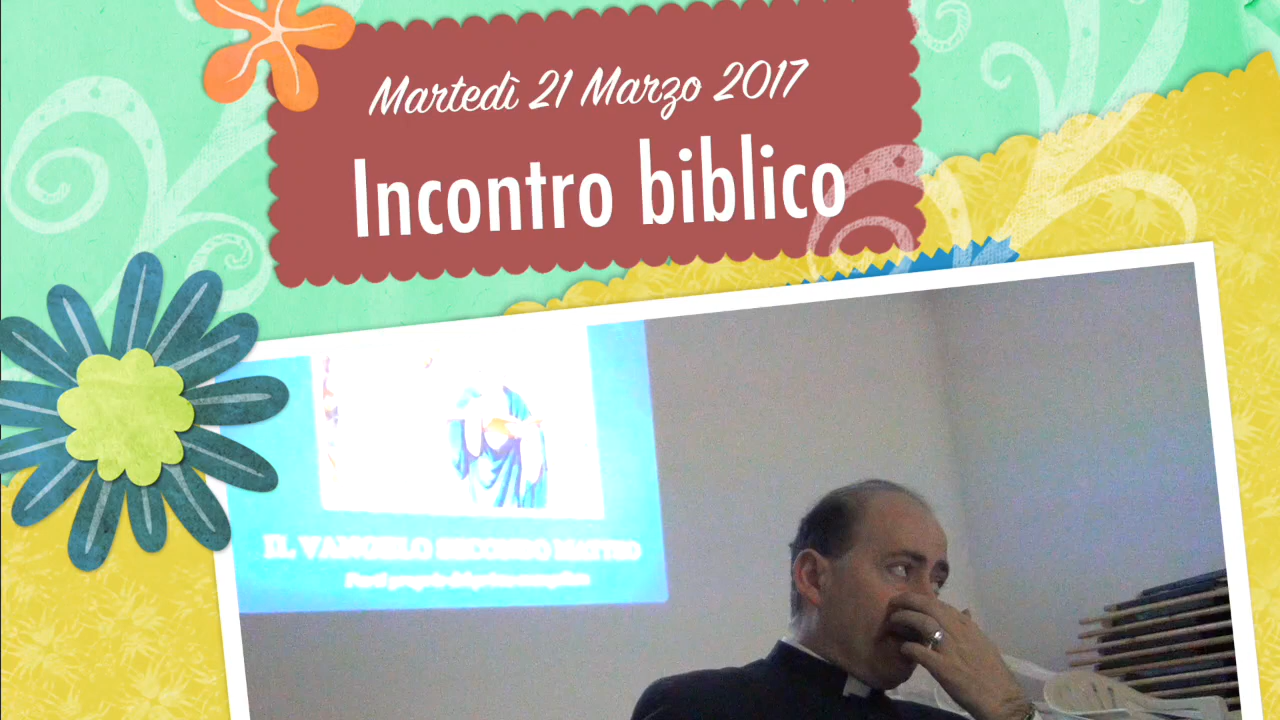 Martedì 21 Marzo 2017
Incontro biblico
IL VANGELO SECONDO MATTEO